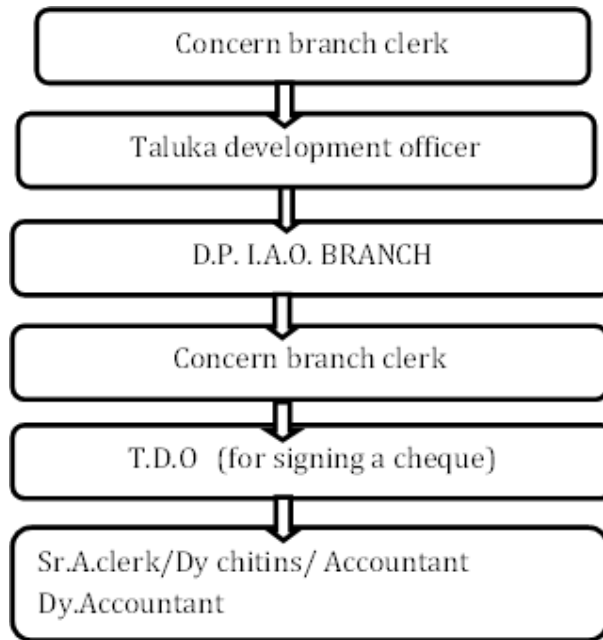 Concern branch clerk
Taluka development officer
D.P. I.A.O. BRANCH
Concern branch clerk
T.D.O (for signing a cheque)
Sr.A.clerk/Dy chitins/ Accountant
Dy.Accountant